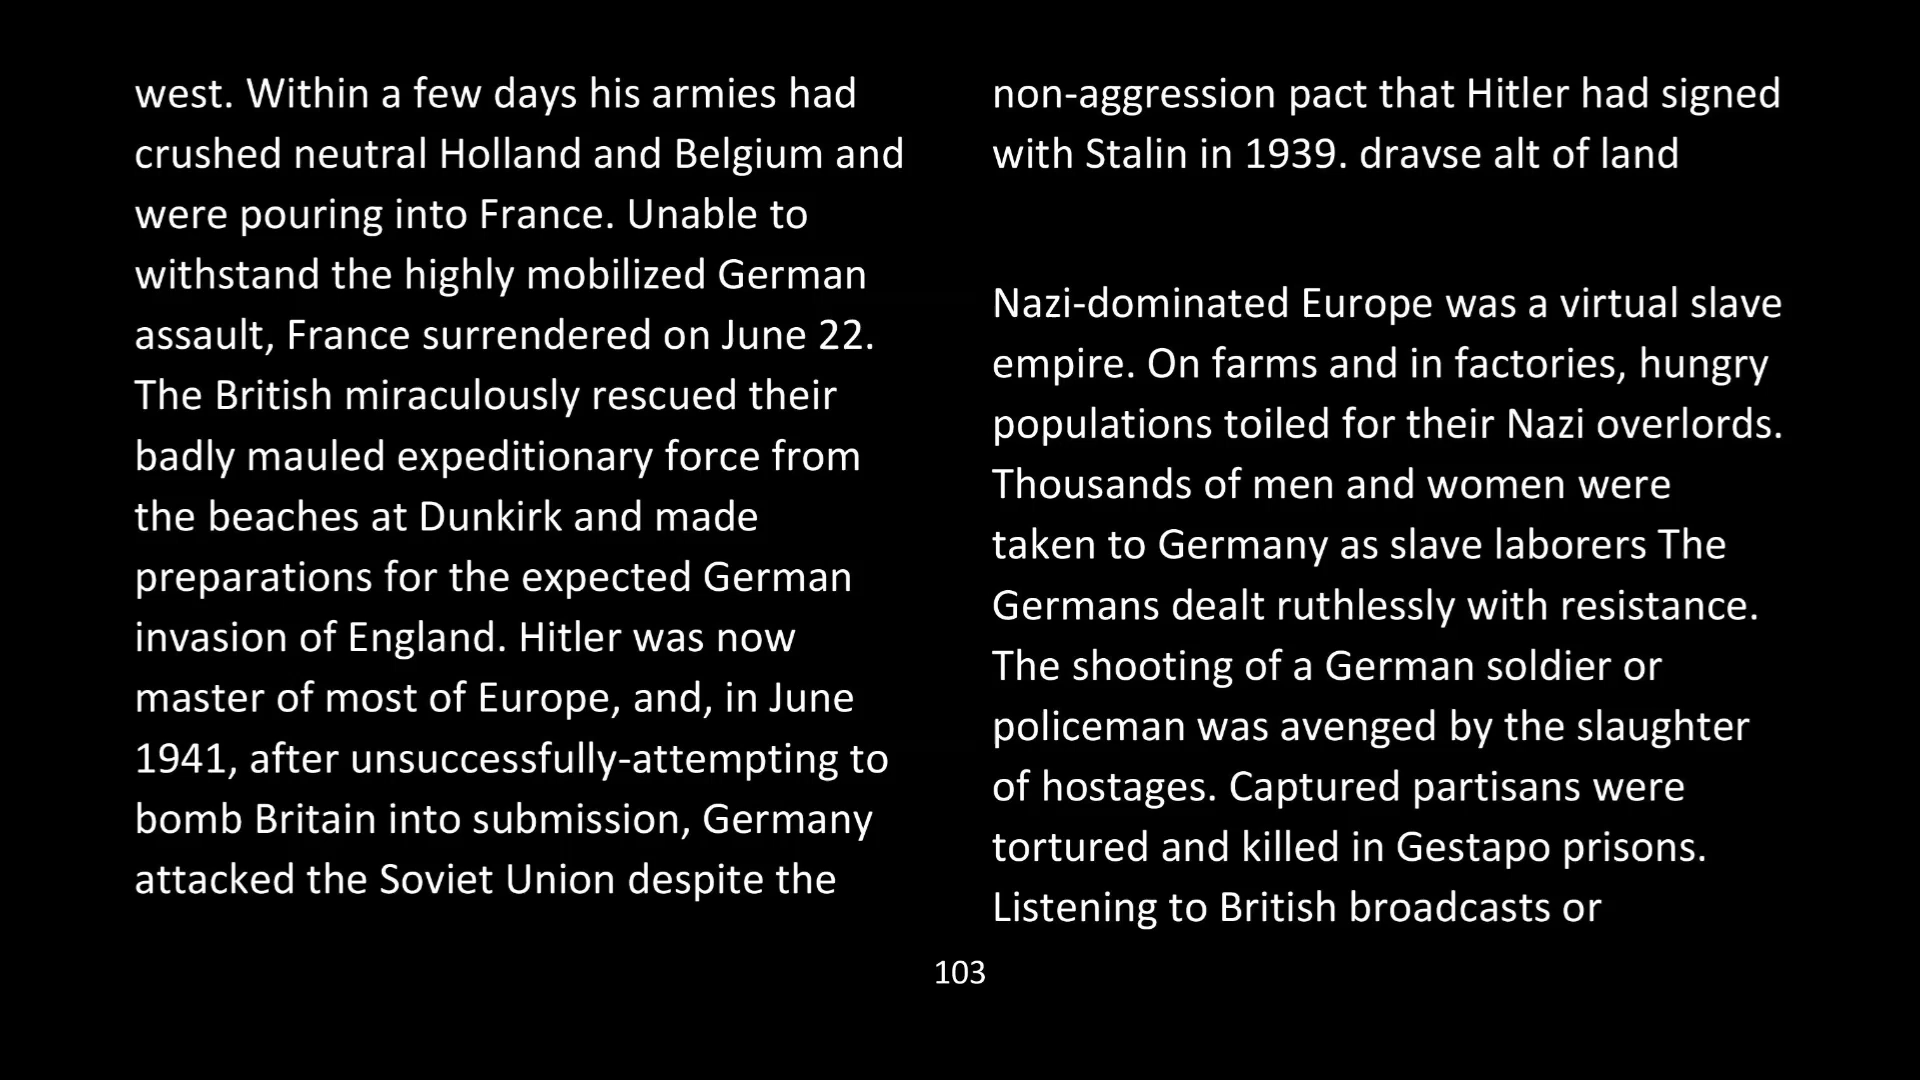 west. Within a few days his armies had
crushed neutral Holland and Belgium and
were pouring into France. Unable to
withstand the highly mobilized German
assault, France surrendered on June 22.
The British miraculously rescued their
badly mauled expeditionary force from
the beaches at Dunkirk and made
preparations for the expected German
invasion of England. Hitler was now
master of most of Europe, and, in June
1941, after unsuccessfully-attempting to
bomb Britain into submission, Germany
attacked the Soviet Union despite the
non-aggression pact that Hitler had signed
with Stalin in 1939. dravse alt of land
Nazi-dominated Europe was a virtual slave
empire. On farms and in factories, hungry
populations toiled for their Nazi overlords.
Thousands of men and women were
taken to Germany as slave laborers The
Germans dealt ruthlessly with resistance.
The shooting of a German soldier or
policeman was avenged by the slaughter
of hostages. Captured partisans were
tortured and killed in Gestapo prisons.
Listening to British broadcasts or
103